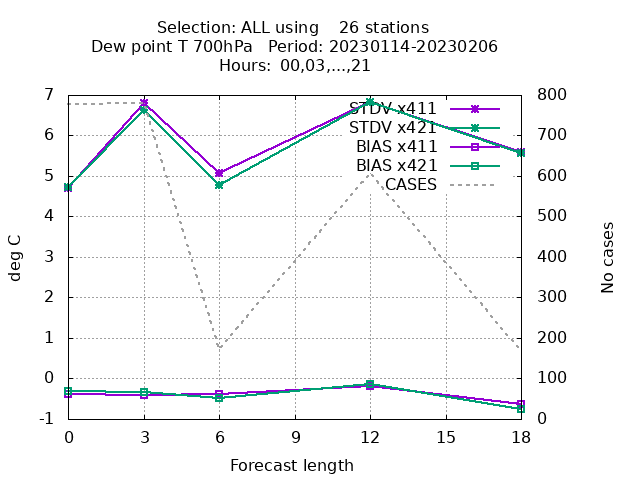 Selection: ALL using    26 stations
Dew point T 700hPa   Period: 20230114-20230206
Hours: 00,03,...,21
7
6
5
4
3
2
1
0
-1
800
700
600
500
400
300
200
100
0
STDV x411
STDV x421
BIAS x411
BIAS x421
CASES
deg C
No cases
0 3 6 9 12 15 18
Forecast length